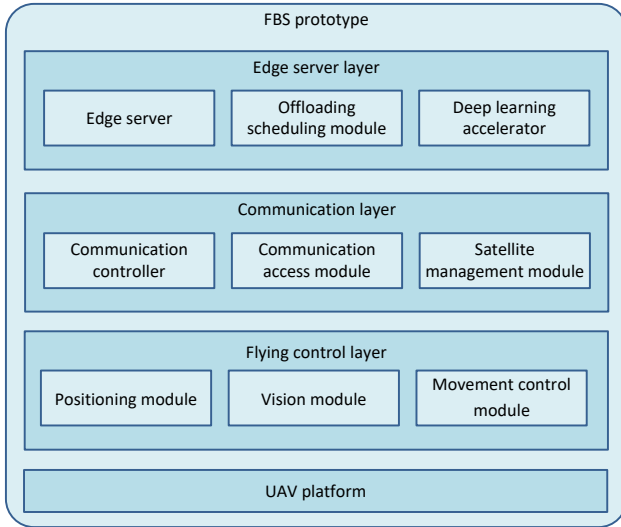 FBS prototype
Edge server layer
Edge server
Offloading
scheduling module
Deep learning
accelerator
Communication layer
Communication
controller
Communication
access module
Satellite
management module
Flying control layer
Positioning module
Vision module
Movement control
module
UAV platform